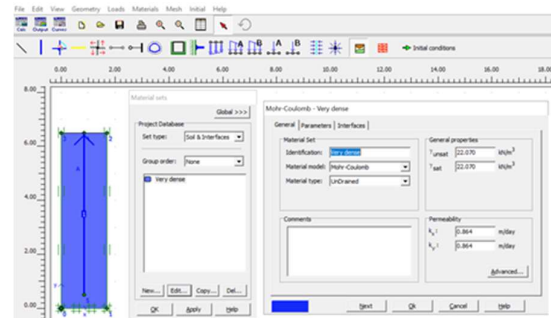 File Edit View Geometry Loads Materials Mesh Initial Help
Calc Output Curves
Initial conditions
0.00 2.00 4.00 6.00 8.00 10.00 12.00 14.00 16.00 18.00
8.00
6.00
4.00
2.00
0.00
Material sets
Global >>>
Project Database
Set type: Soil & Interfaces
Group order: None
Very dense
New... Edit... Copy... Del...
OK Apply Help
Mohr-Coulomb - Very dense
General Parameters Interfaces
Material Set
Identification: Very dense
Material model: Mohr-Coulomb
Material type: UnDrained
General properties
γunsat 22.070 kN/m³
γsat 22.070 kN/m³
Comments
Permeability
kx : 0.864 m/day
ky : 0.864 m/day
Advanced...
Next Ok Cancel Help